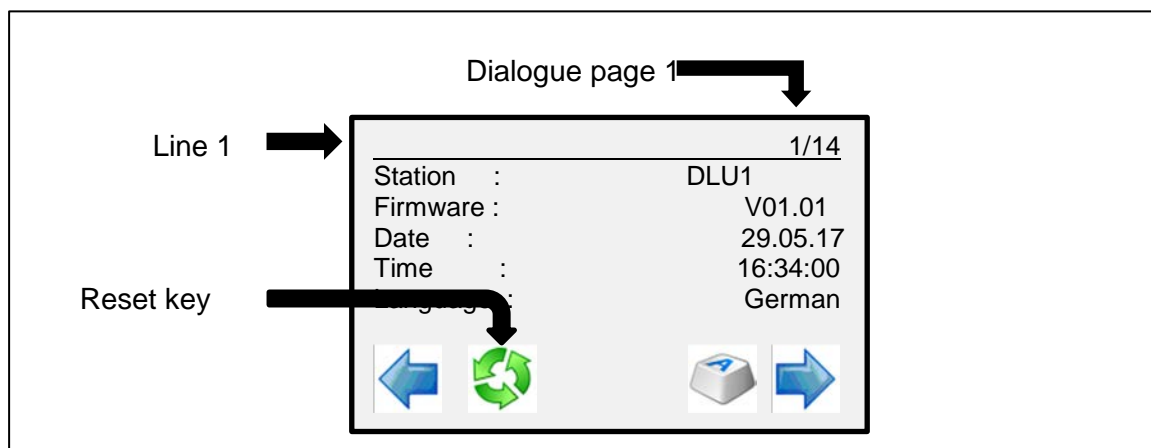 Dialogue page 1
Line 1
1/14
Station : DLU1
Firmware : V01.01
Date : 29.05.17
Time : 16:34:00
Reset key
: German
A